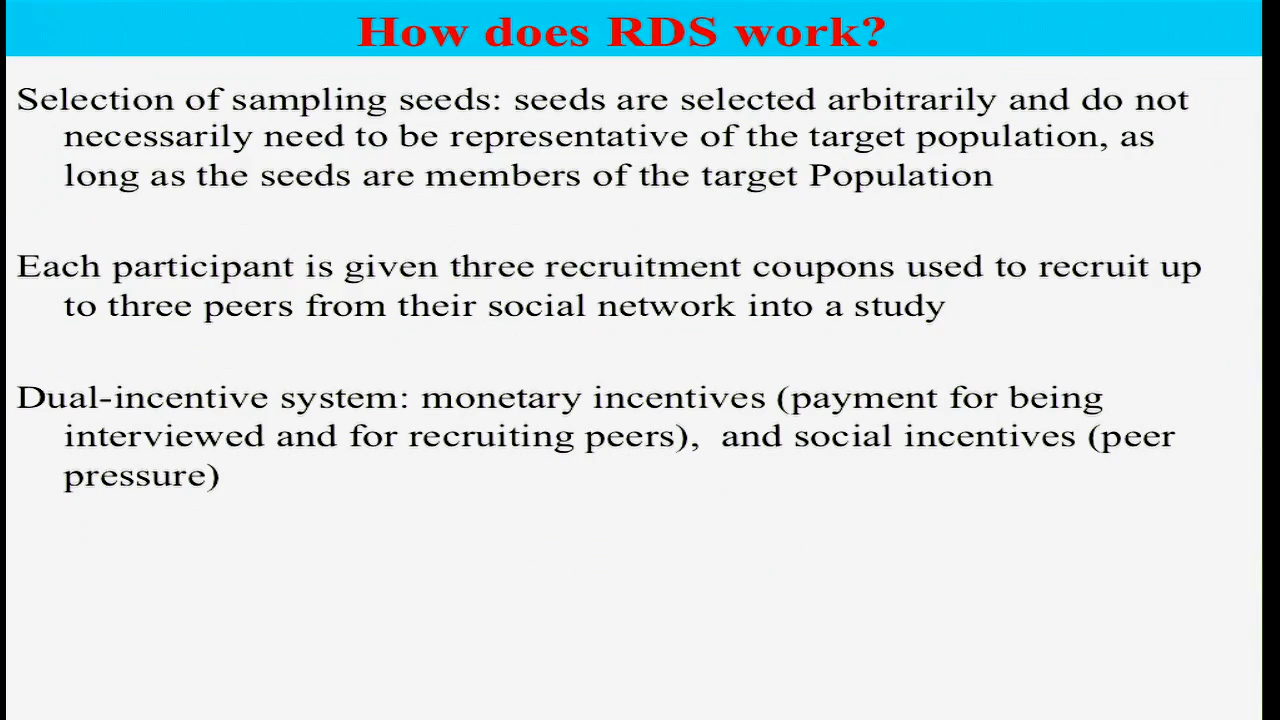 How does RDS work?
Selection of sampling seeds: seeds are selected arbitrarily and do not
necessarily need to be representative of the target population, as
long as the seeds are members of the target Population
Each participant is given three recruitment coupons used to recruit up
to three peers from their social network into a study
Dual-incentive system: monetary incentives (payment for being
interviewed and for recruiting peers),  and social incentives (peer
pressure)